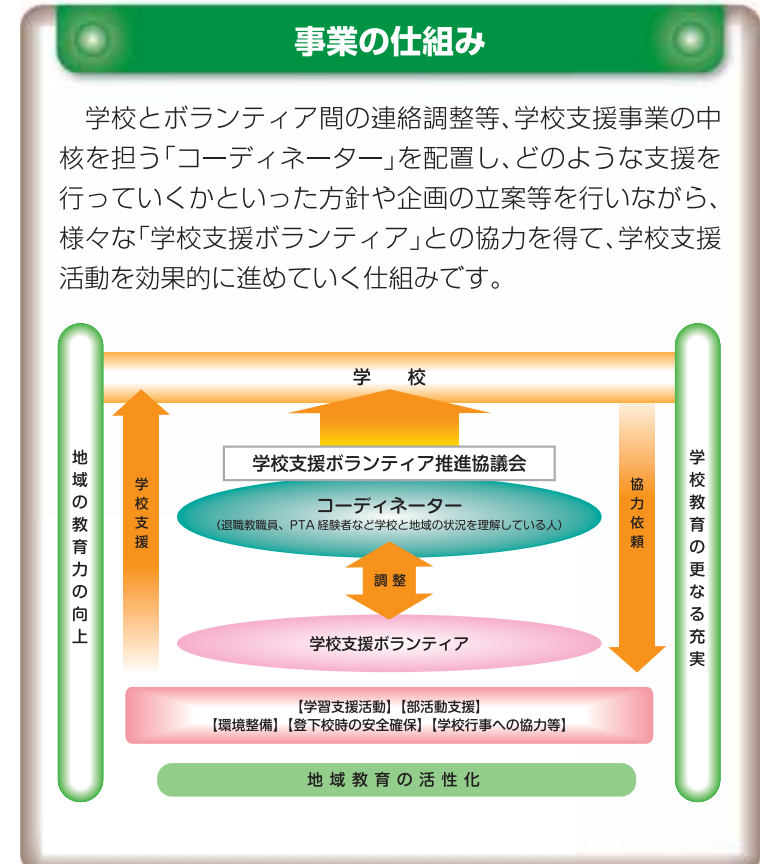 事業の仕組み
学校とボランティア間の連絡調整等、学校支援事業の中
核を担う「コーディネーター」を配置し、どのような支援を
行っていくかといった方針や企画の立案等を行いながら、
様々な「学校支援ボランティア」との協力を得て、学校支援
活動を効果的に進めていく仕組みです。
学校
地域の教育力の向上
学校支援
学校支援ボランティア推進協議会
コーディネーター
(退職教職員、PTA経験者など学校と地域の状況を理解している人)
調整
学校支援ボランティア
協力依頼
学校教育の更なる充実
【学習支援活動】【部活動支援】
【環境整備】【登下校時の安全確保】【学校行事への協力等】
地域教育の活性化